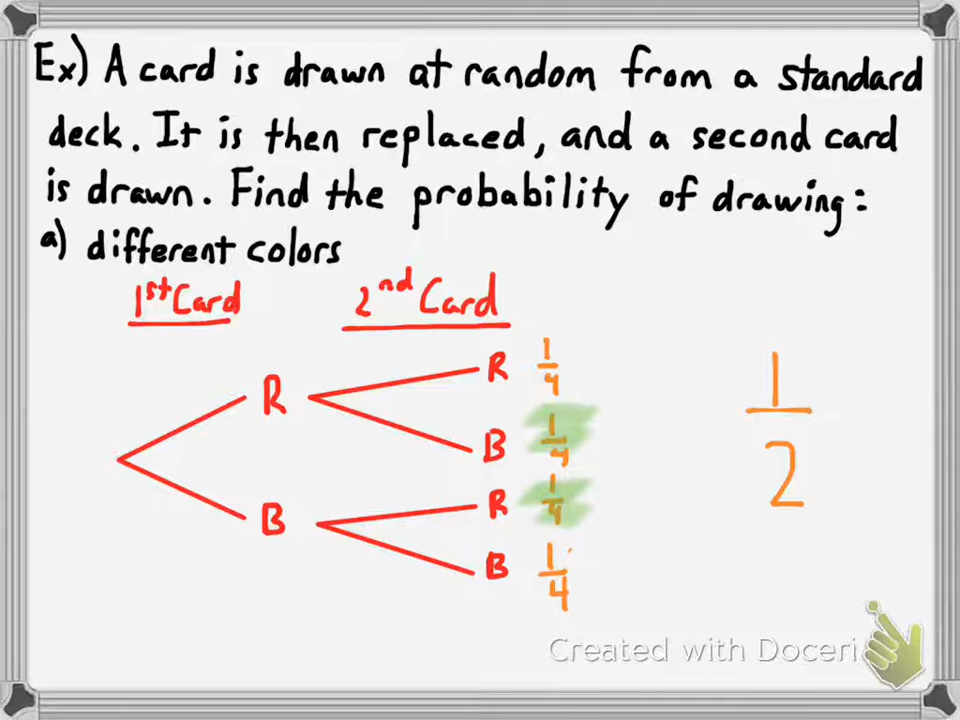 Ex) A card is drawn at random from a standard
deck. It is then replaced, and a second card
is drawn. Find the probability of drawing:
a) different colors
1st Card 2nd Card
R 1/4
R
B 1/4
1/2
R 1/4
B
B 1/4
Created with Doceri